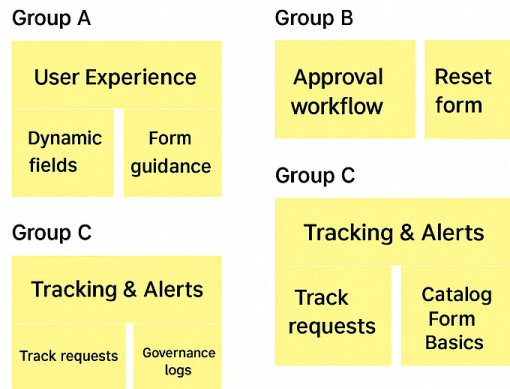 Group A
User Experience
Dynamic
fields
Form
guidance
Group B
Approval
workflow
Reset
form
Group C
Tracking & Alerts
Track requests
Governance
logs
Group C
Tracking & Alerts
Track
requests
Catalog
Form
Basics